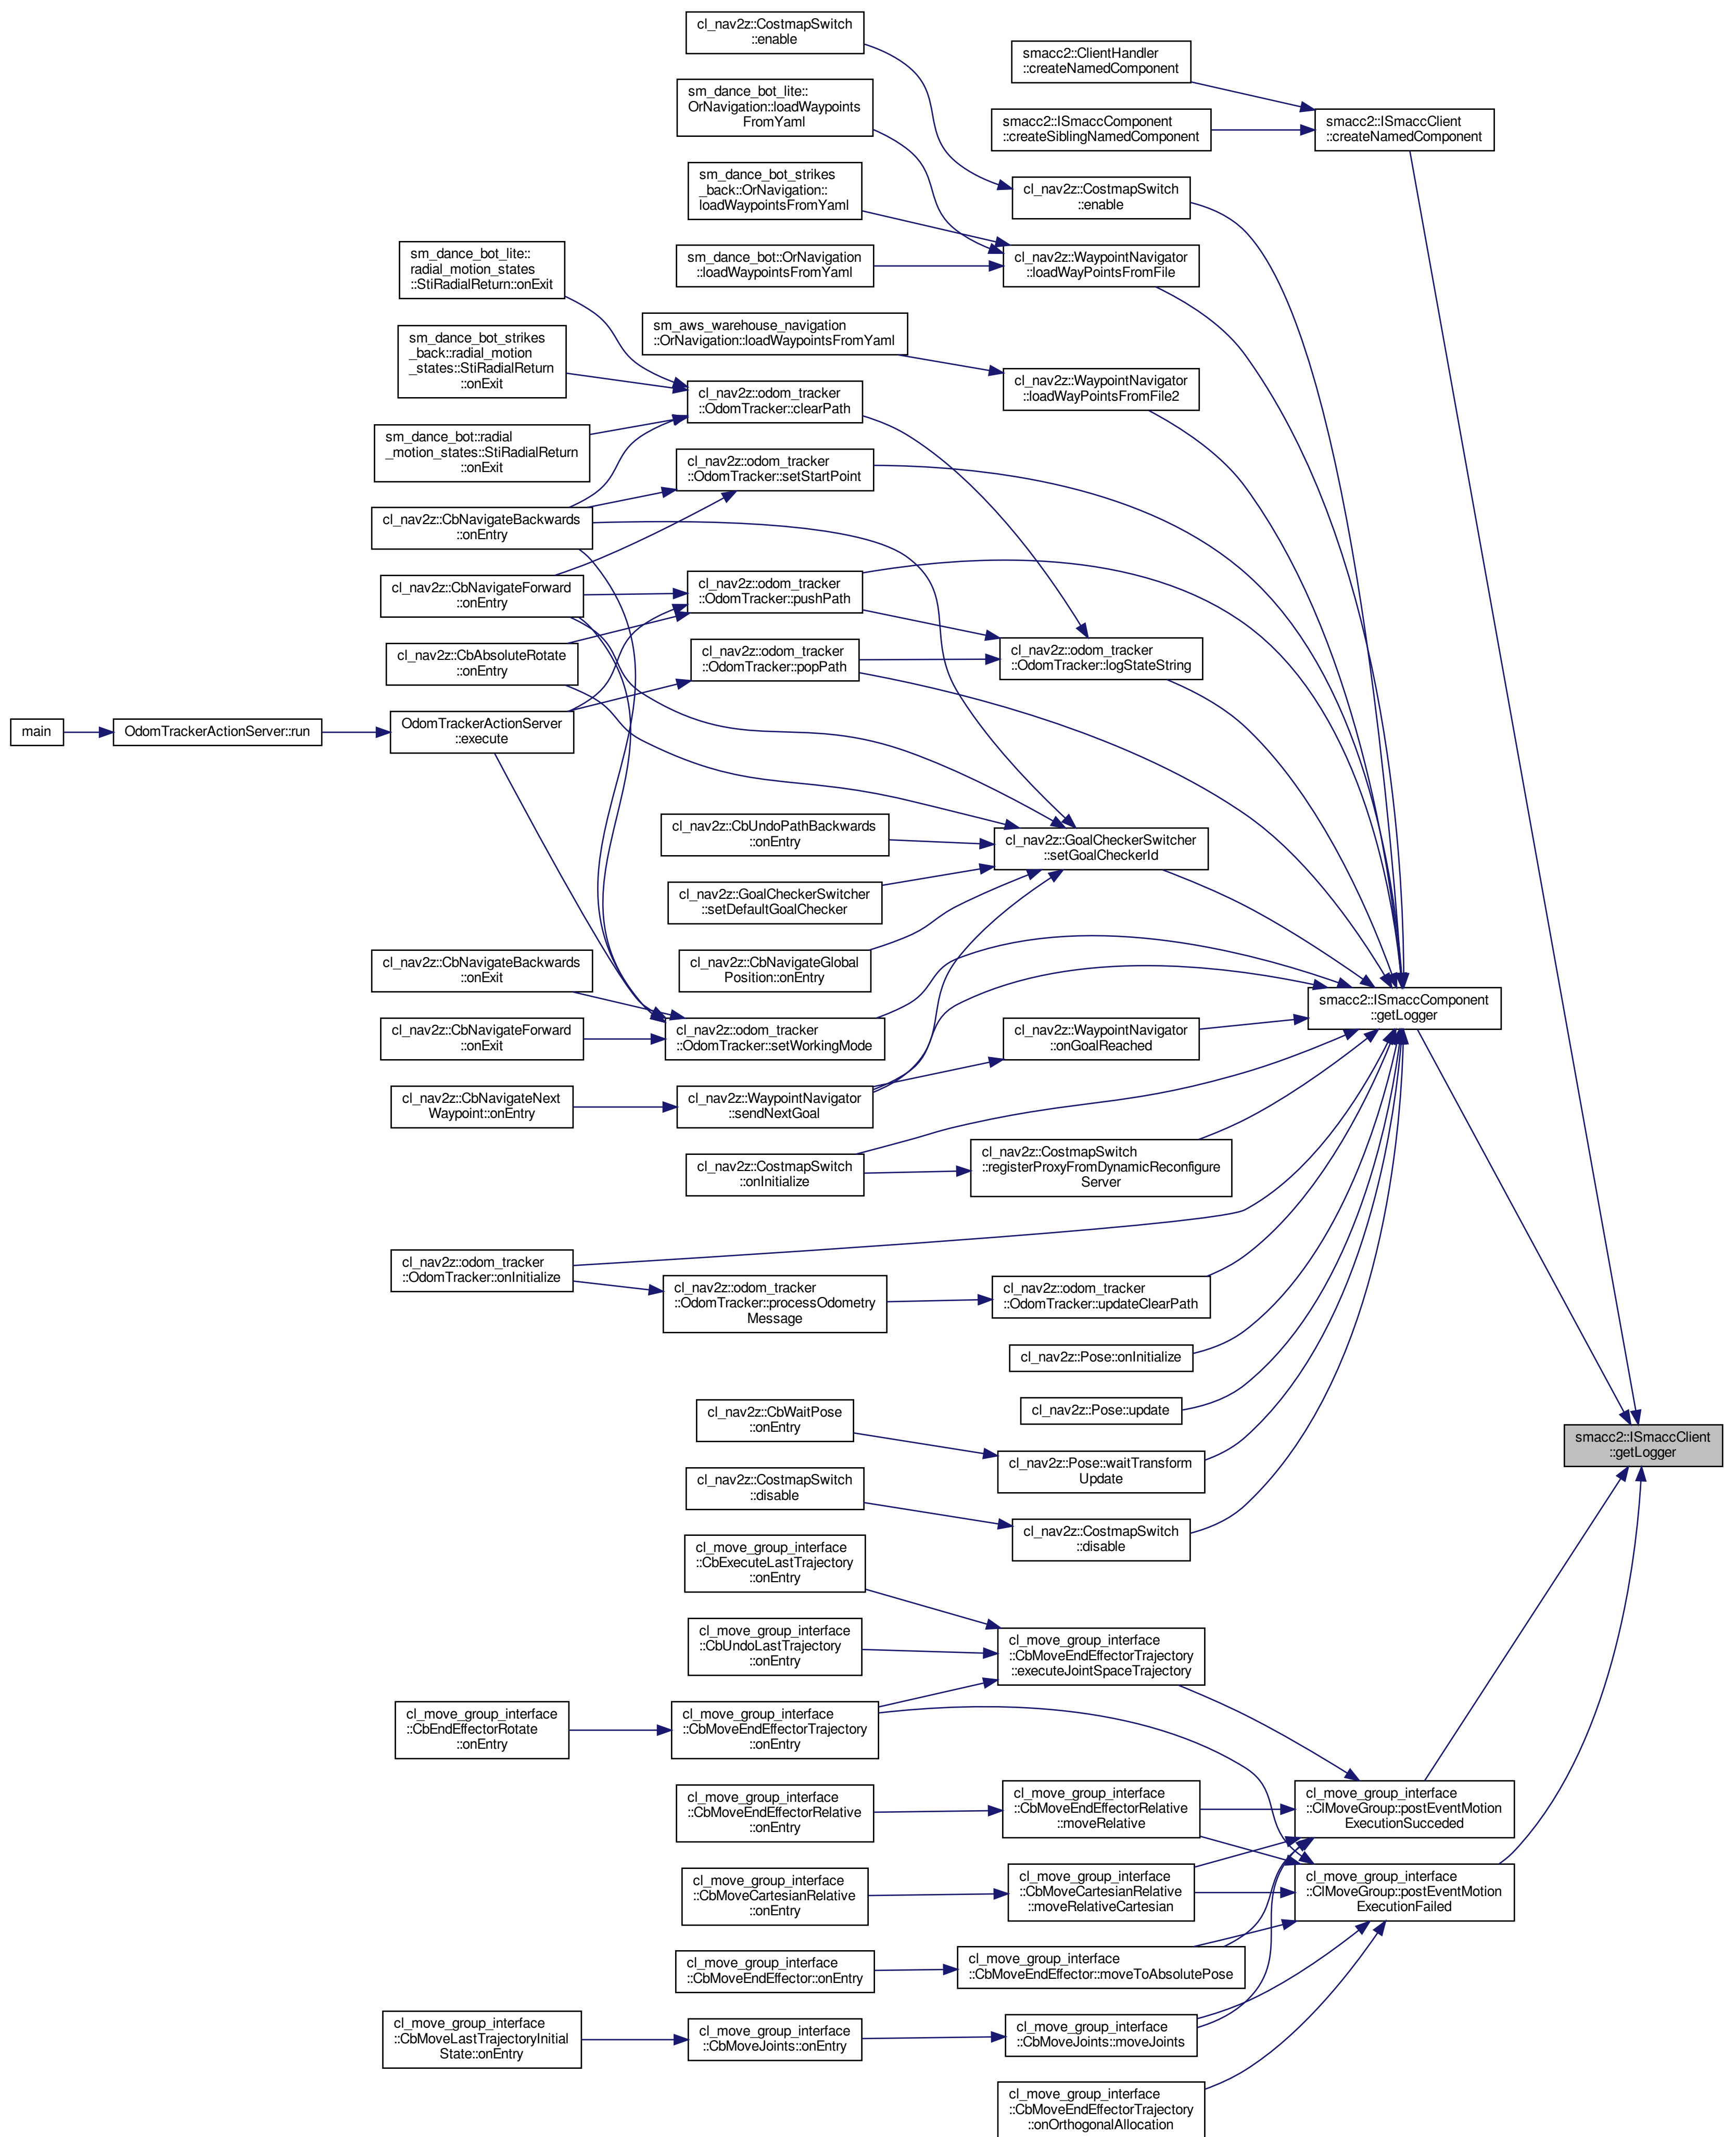 cl_nav2z::CostmapSwitch
::enable
smacc2::ClientHandler
::createNamedComponent
sm_dance_bot_lite::
OrNavigation::loadWaypoints
FromYaml
smacc2::ISmaccComponent
::createSiblingNamedComponent
smacc2::ISmaccClient
::createNamedComponent
sm_dance_bot_strikes
_back::OrNavigation::
loadWaypointsFromYaml
cl_nav2z::CostmapSwitch
::enable
sm_dance_bot_lite::
radial_motion_states
::StiRadialReturn::onExit
sm_dance_bot::OrNavigation
::loadWaypointsFromYaml
cl_nav2z::WaypointNavigator
::loadWayPointsFromFile
sm_aws_warehouse_navigation
::OrNavigation::loadWaypointsFromYaml
sm_dance_bot_strikes
_back::radial_motion
_states::StiRadialReturn
::onExit
cl_nav2z::odom_tracker
::OdomTracker::clearPath
cl_nav2z::WaypointNavigator
::loadWayPointsFromFile2
sm_dance_bot::radial
_motion_states::StiRadialReturn
::onExit
cl_nav2z::odom_tracker
::OdomTracker::setStartPoint
cl_nav2z::CbNavigateBackwards
::onEntry
cl_nav2z::CbNavigateForward
::onEntry
cl_nav2z::odom_tracker
::OdomTracker::pushPath
cl_nav2z::CbAbsoluteRotate
::onEntry
cl_nav2z::odom_tracker
::OdomTracker::popPath
cl_nav2z::odom_tracker
::OdomTracker::logStateString
main
OdomTrackerActionServer::run
OdomTrackerActionServer
::execute
cl_nav2z::CbUndoPathBackwards
::onEntry
cl_nav2z::GoalCheckerSwitcher
::setGoalCheckerId
cl_nav2z::GoalCheckerSwitcher
::setDefaultGoalChecker
cl_nav2z::CbNavigateBackwards
::onExit
cl_nav2z::CbNavigateGlobal
Position::onEntry
smacc2::ISmaccComponent
::getLogger
cl_nav2z::CbNavigateForward
::onExit
cl_nav2z::odom_tracker
::OdomTracker::setWorkingMode
cl_nav2z::WaypointNavigator
::onGoalReached
cl_nav2z::CbNavigateNext
Waypoint::onEntry
cl_nav2z::WaypointNavigator
::sendNextGoal
cl_nav2z::CostmapSwitch
::onInitialize
cl_nav2z::CostmapSwitch
::registerProxyFromDynamicReconfigure
Server
cl_nav2z::odom_tracker
::OdomTracker::onInitialize
cl_nav2z::odom_tracker
::OdomTracker::processOdometry
Message
cl_nav2z::odom_tracker
::OdomTracker::updateClearPath
cl_nav2z::Pose::onInitialize
cl_nav2z::Pose::update
cl_nav2z::CbWaitPose
::onEntry
cl_nav2z::Pose::waitTransform
Update
smacc2::ISmaccClient
::getLogger
cl_nav2z::CostmapSwitch
::disable
cl_nav2z::CostmapSwitch
::disable
cl_move_group_interface
::CbExecuteLastTrajectory
::onEntry
cl_move_group_interface
::CbUndoLastTrajectory
::onEntry
cl_move_group_interface
::CbMoveEndEffectorTrajectory
::executeJointSpaceTrajectory
cl_move_group_interface
::CbEndEffectorRotate
::onEntry
cl_move_group_interface
::CbMoveEndEffectorTrajectory
::onEntry
cl_move_group_interface
::CbMoveEndEffectorRelative
::onEntry
cl_move_group_interface
::CbMoveEndEffectorRelative
::moveRelative
cl_move_group_interface
::ClMoveGroup::postEventMotion
ExecutionSucceded
cl_move_group_interface
::CbMoveCartesianRelative
::onEntry
cl_move_group_interface
::CbMoveCartesianRelative
::moveRelativeCartesian
cl_move_group_interface
::ClMoveGroup::postEventMotion
ExecutionFailed
cl_move_group_interface
::CbMoveEndEffector::onEntry
cl_move_group_interface
::CbMoveEndEffector::moveToAbsolutePose
cl_move_group_interface
::CbMoveLastTrajectoryInitial
State::onEntry
cl_move_group_interface
::CbMoveJoints::onEntry
cl_move_group_interface
::CbMoveJoints::moveJoints
cl_move_group_interface
::CbMoveEndEffectorTrajectory
::onOrthogonalAllocation